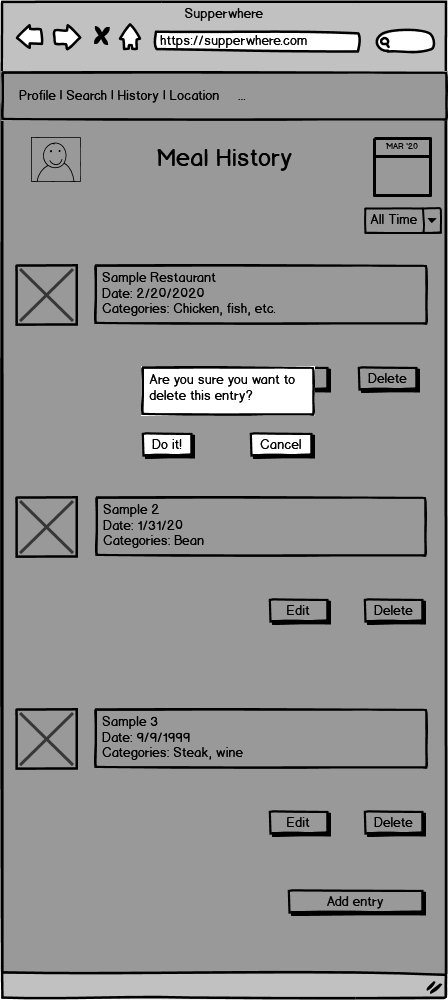 Supperwhere
https://supperwhere.com
Profile | Search | History | Location ...
Meal History
MAR '20
All Time
Sample Restaurant
Date: 2/20/2020
Categories: Chicken, fish, etc.
Are you sure you want to
delete this entry?
Delete
Do it! Cancel
Sample 2
Date: 1/31/20
Categories: Bean
Edit Delete
Sample 3
Date: 9/9/1999
Categories: Steak, wine
Edit Delete
Add entry